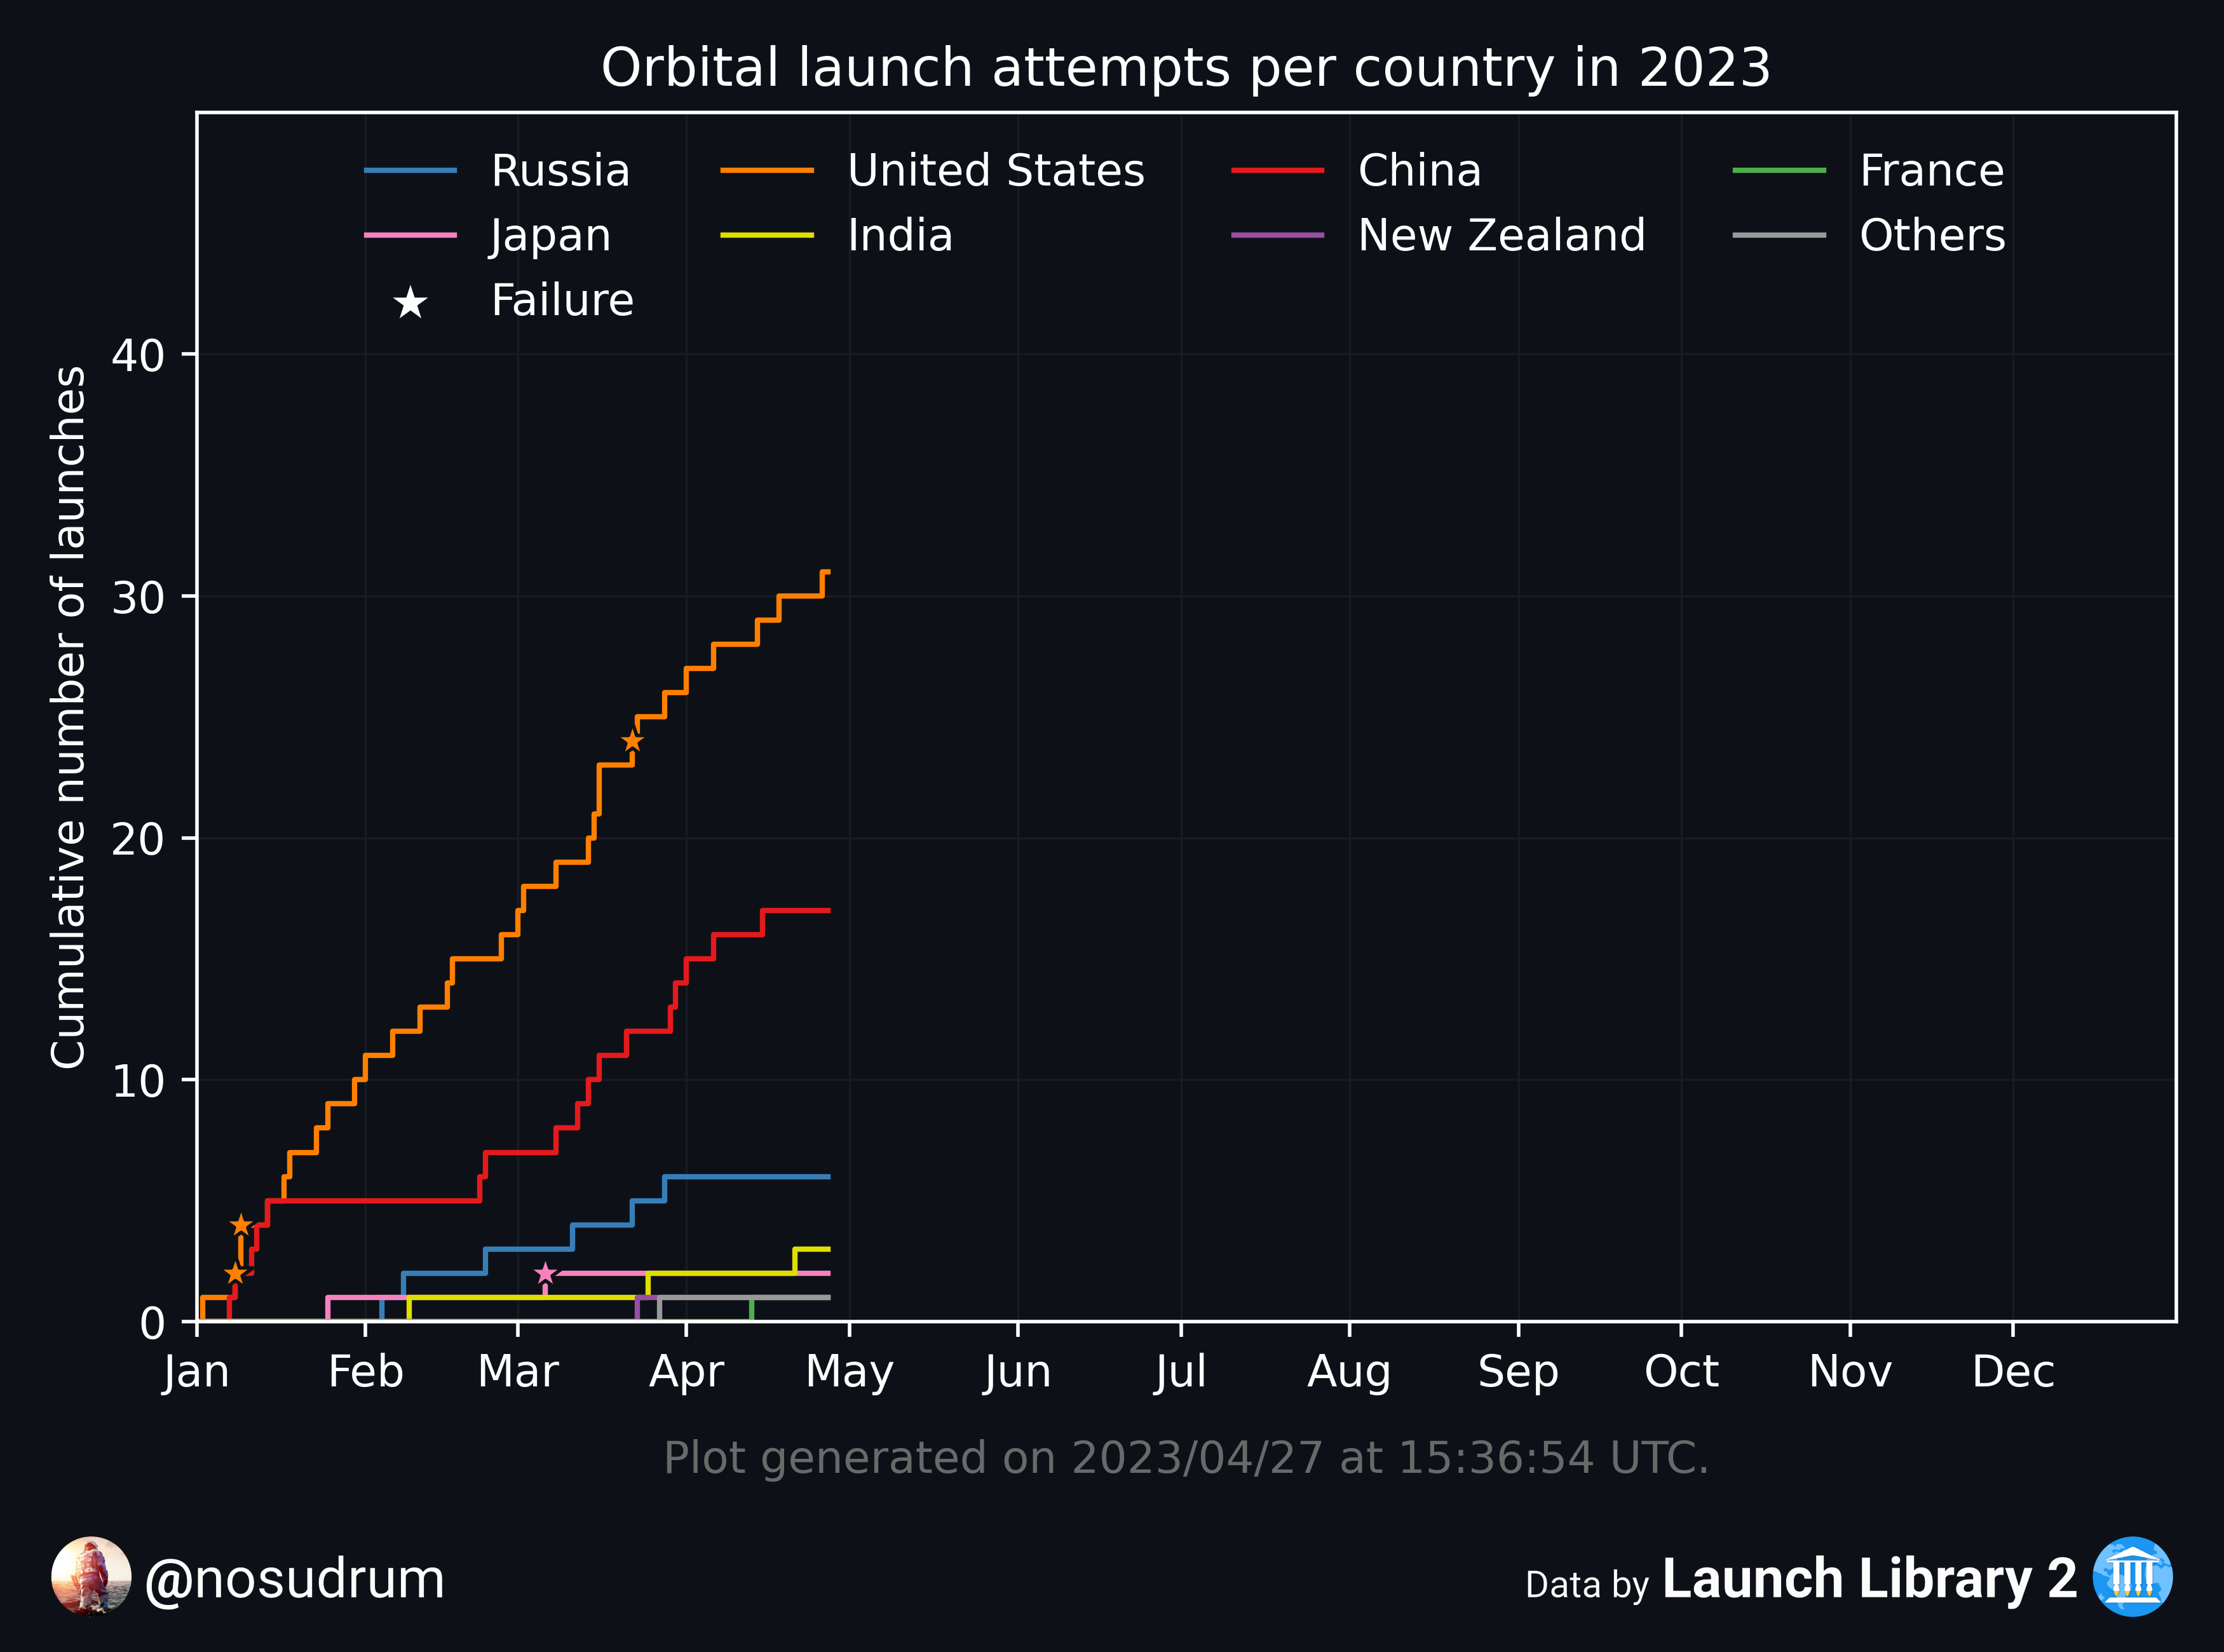 Orbital launch attempts per country in 2023
Russia United States China France
Japan India New Zealand Others
★ Failure
Cumulative number of launches
40
30
20
10
0
Jan Feb Mar Apr May Jun Jul Aug Sep Oct Nov Dec
Plot generated on 2023/04/27 at 15:36:54 UTC.
@nosudrum
Data by Launch Library 2